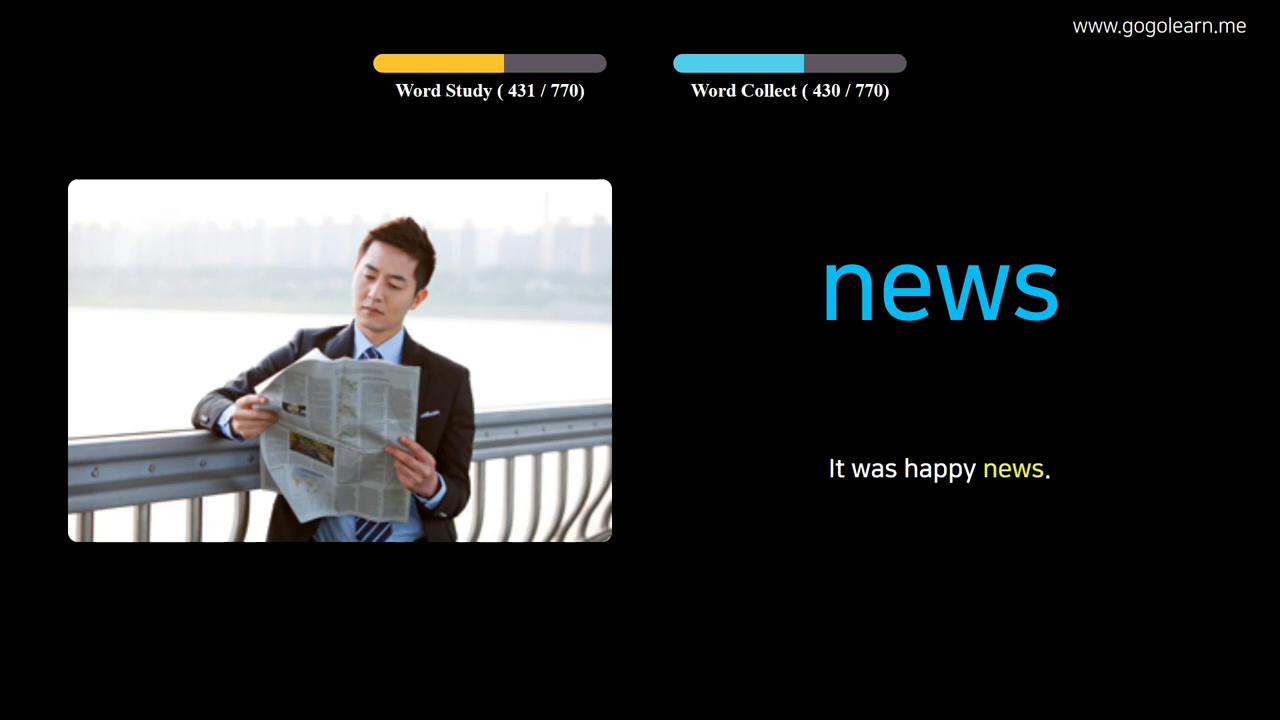 www.gogolearn.me
Word Study ( 431 / 770)
Word Collect ( 430 / 770)
news
It was happy news.